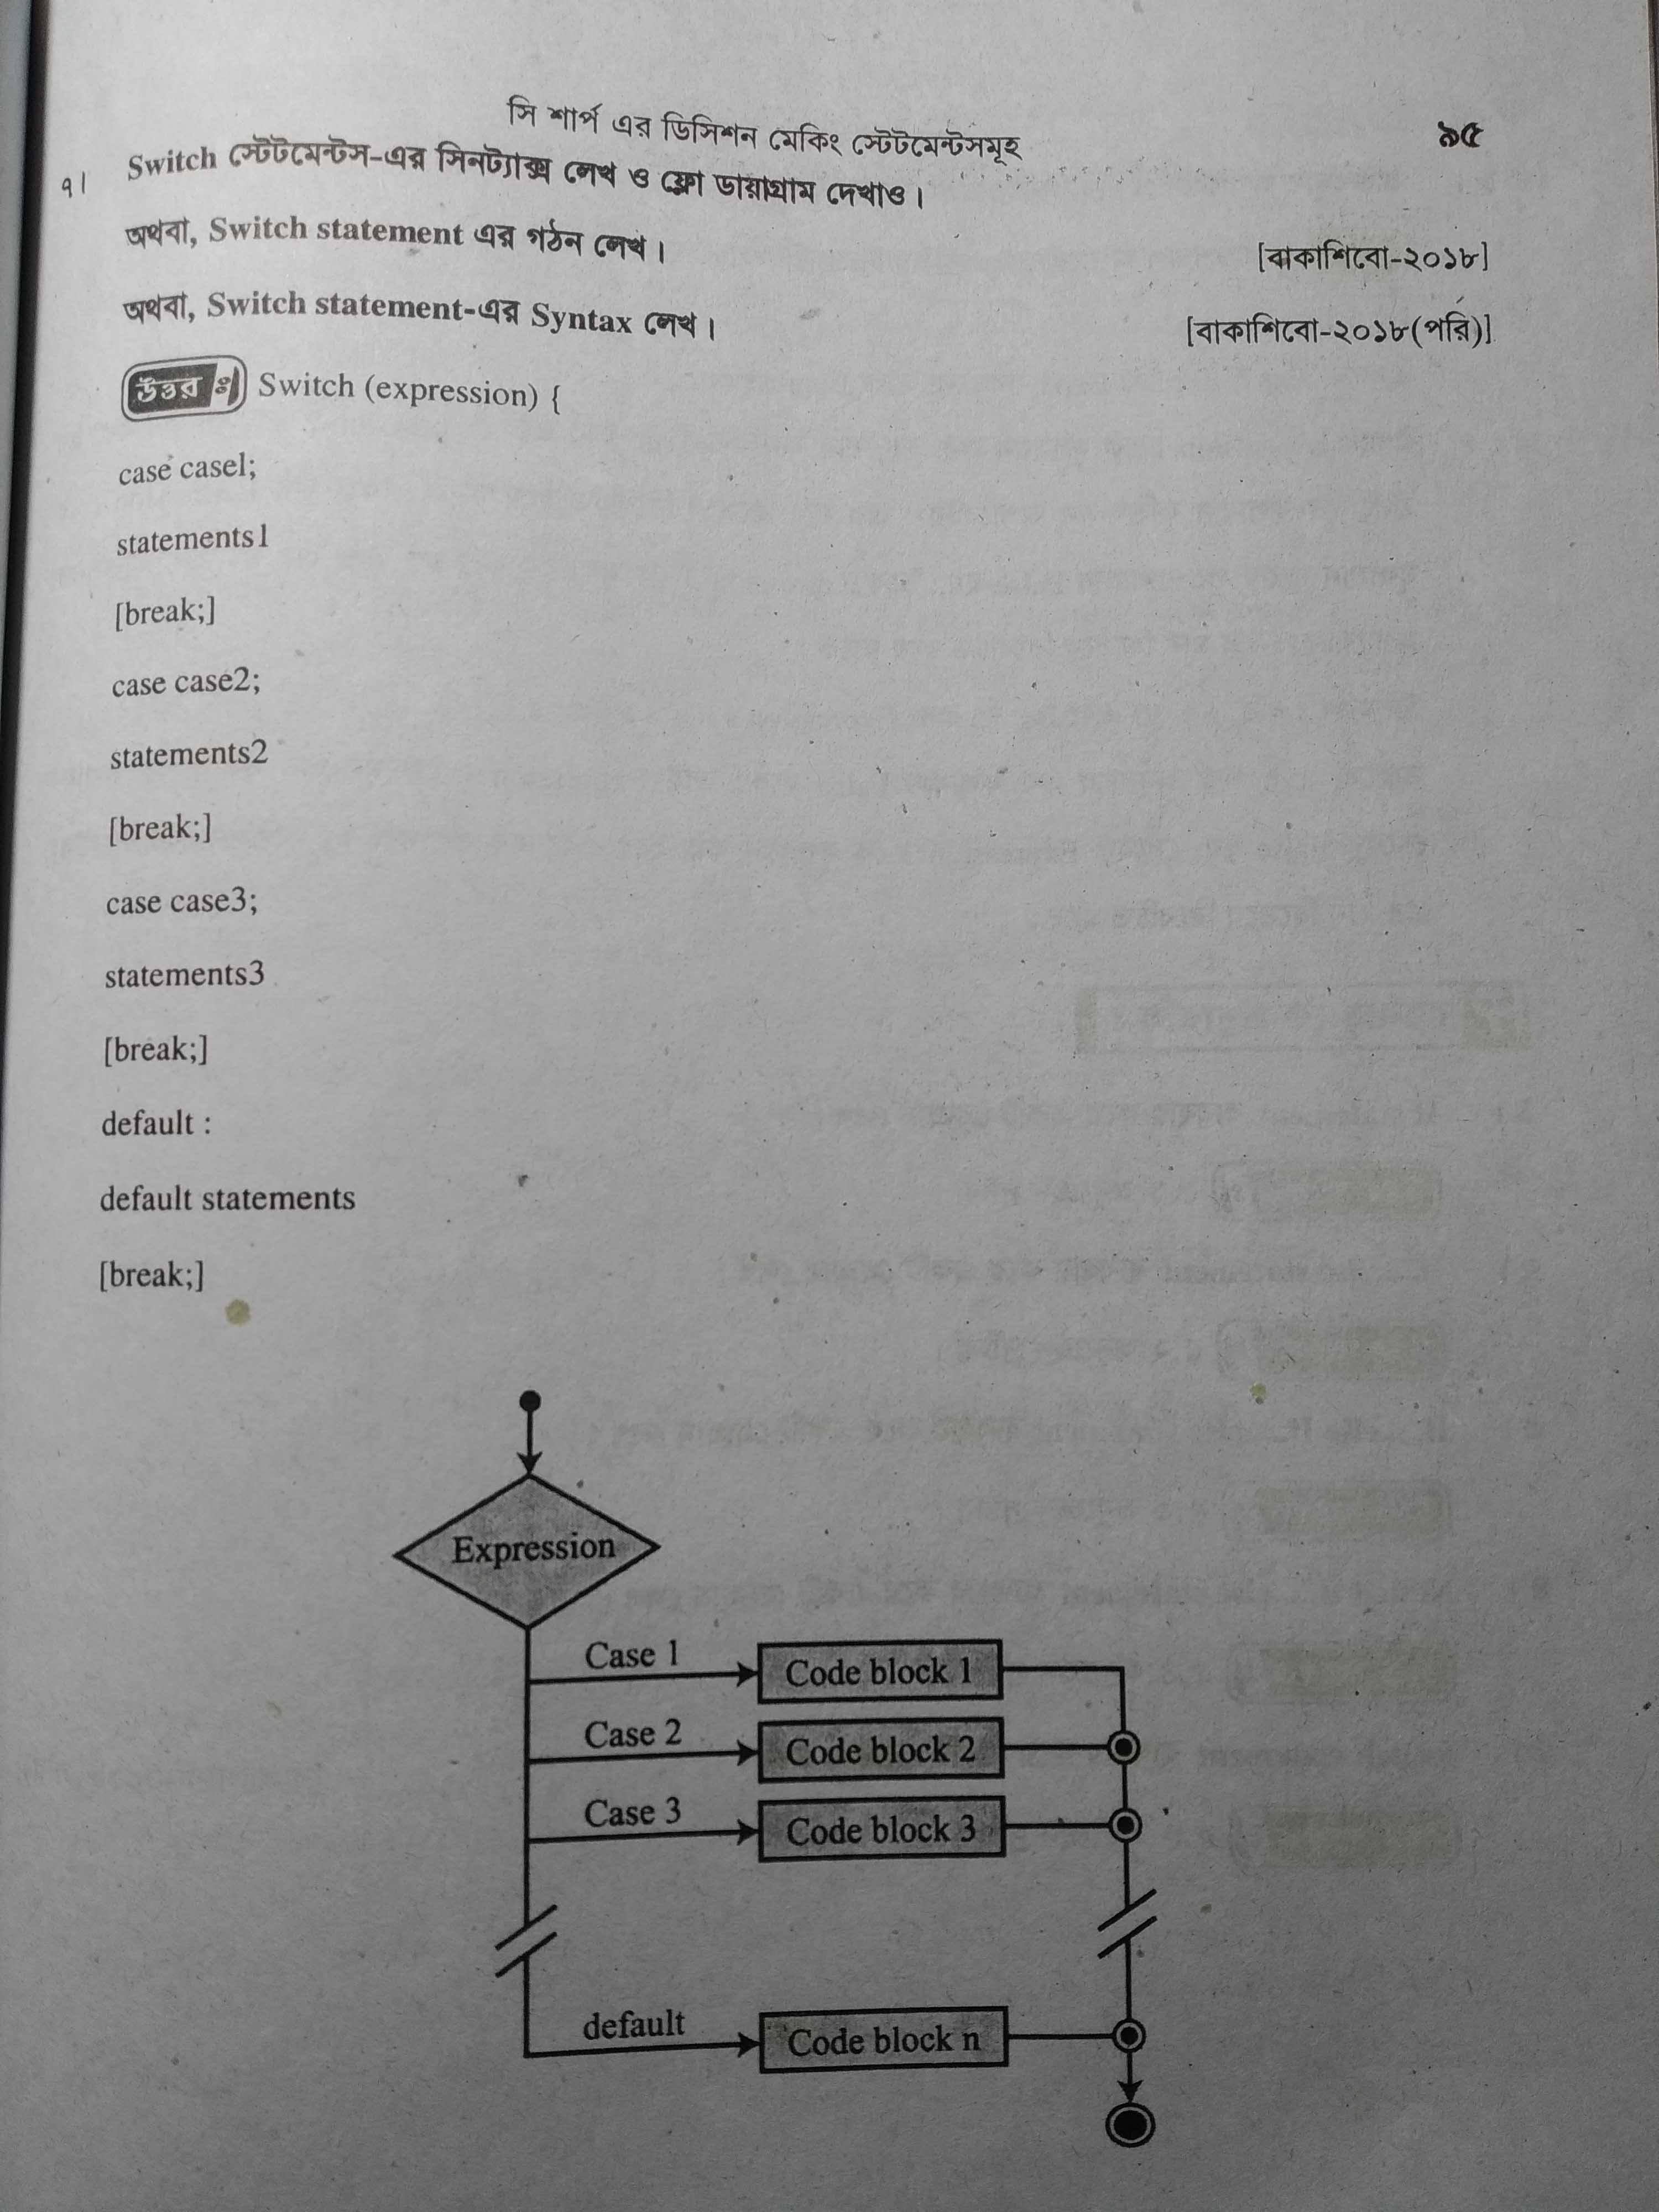 সি শার্প এর ডিসিশন মেকিং স্টেটমেন্টসমূহ
৯৫
৭। Switch স্টেটমেন্টস-এর সিনট্যাক্স লেখ ও ফ্লো ডায়াগ্রাম দেখাও।
অথবা, Switch statement এর গঠন লেখ।
[বাকাশিবো-২০১৮]
অথবা, Switch statement-এর Syntax লেখ।
[বাকাশিবো-২০১৮(পরি)]
উত্তর ঃ Switch (expression) {
case casel;
statements1
[break;]
case case2;
statements2
[break;]
case case3;
statements3
[break;]
default :
default statements
[break;]
Expression
Case 1
Code block 1
Case 2
Code block 2
Case 3
Code block 3
default
Code block n